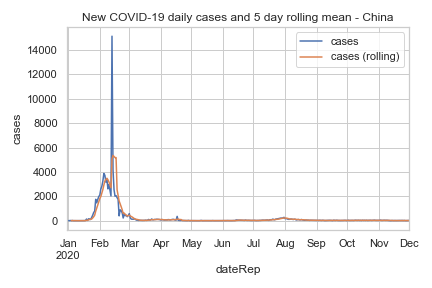 New COVID-19 daily cases and 5 day rolling mean - China
cases
cases (rolling)
14000
12000
10000
8000
6000
4000
2000
0
cases
Jan Feb Mar Apr May Jun Jul Aug Sep Oct Nov Dec
2020
dateRep